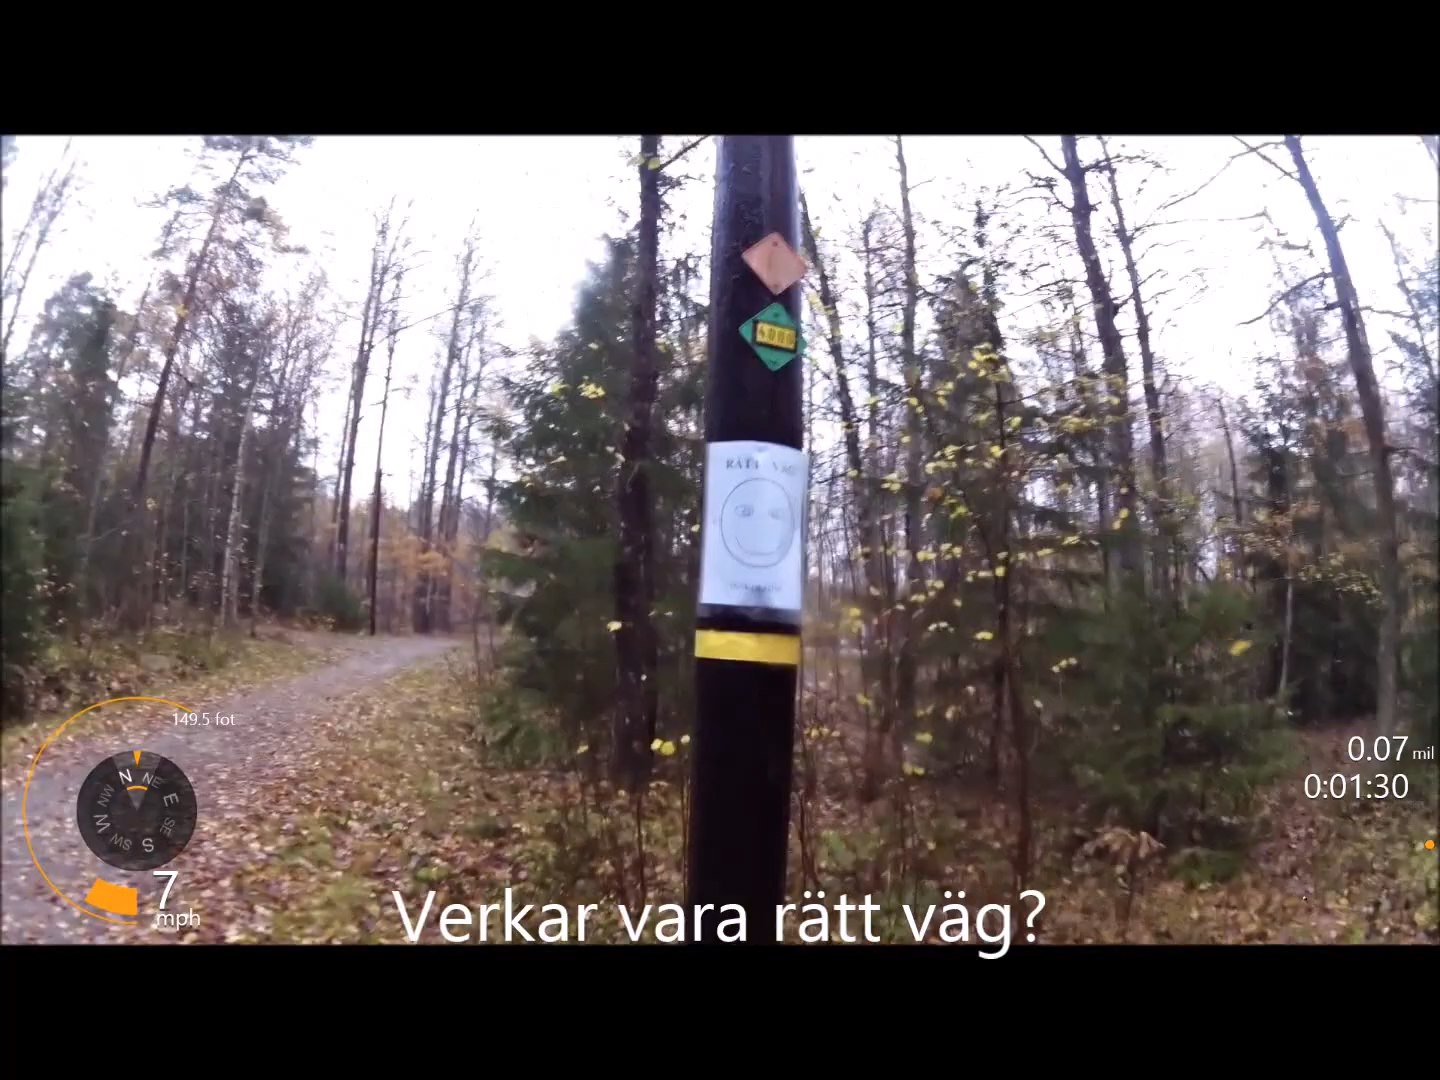 4000
RÄTT VÄG
149.5 fot
N
NE
E
SE
S
SW
W
NW
0.07 mil
0:01:30
7
mph
Verkar vara rätt väg?